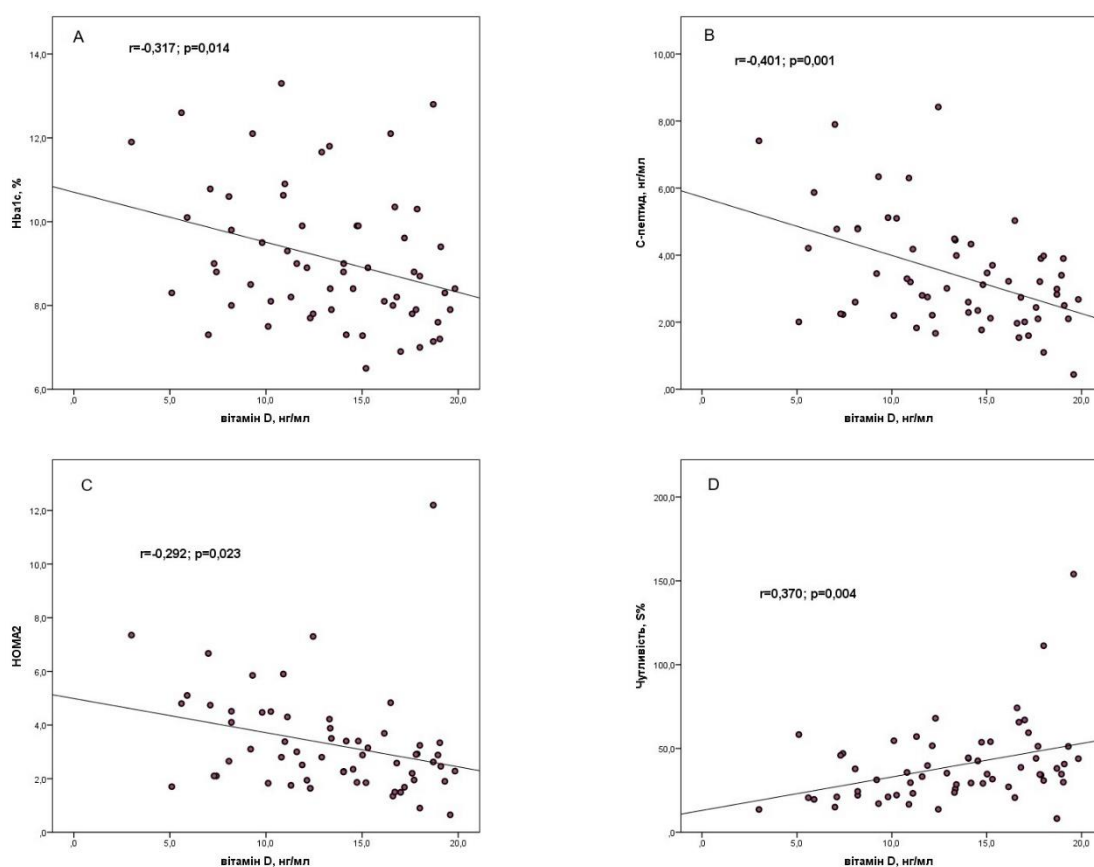 A
r=-0,317; p=0,014
Hba1c, %
14,0
12,0
10,0
8,0
6,0
,0
5,0
10,0
15,0
20,0
вітамін D, нг/мл
B
r=-0,401; p=0,001
С-пептид, нг/мл
10,00
8,00
6,00
4,00
2,00
,00
,0
5,0
10,0
15,0
20,0
вітамін D, нг/мл
C
r=-0,292; p=0,023
HOMA2
12,0
10,0
8,0
6,0
4,0
2,0
,0
,0
5,0
10,0
15,0
20,0
вітамін D, нг/мл
D
r=0,370; p=0,004
Чутливість, S%
200,0
150,0
100,0
50,0
,0
,0
5,0
10,0
15,0
20,0
вітамін D, нг/мл